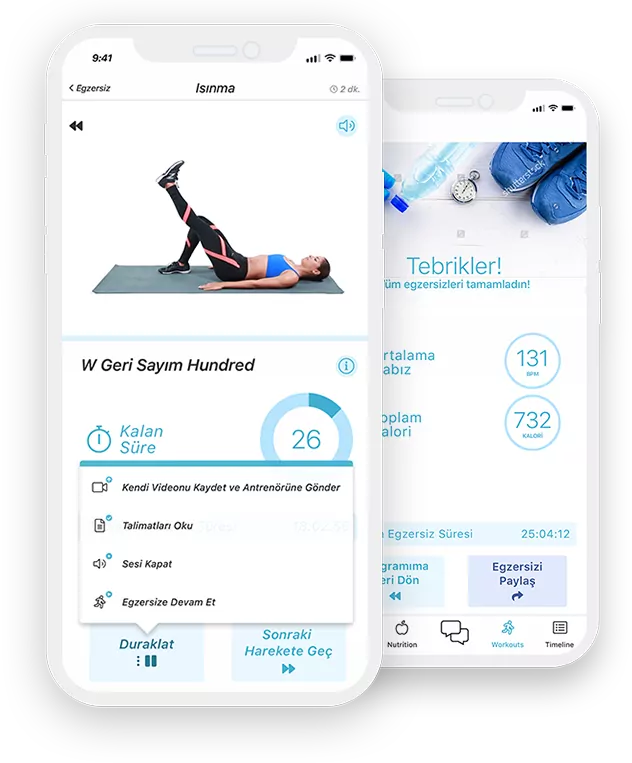 9:41
Egzersiz
Isınma
2 dk.
W Geri Sayım Hundred
Kalan
Süre
26
Kendi Videonu Kaydet ve Antrenörüne Gönder
Talimatları Oku
Sesi Kapat
Egzersize Devam Et
Duraklat
Sonraki
Harekete Geç
shutterstock
Tebrikler!
üm egzersizleri tamamladın!
rtalama
abız
131
BPM
oplam
alori
732
KALORİ
Egzersiz Süresi
25:04:12
gramıma
eri Dön
Egzersizi
Paylaş
Nutrition
Workouts
Timeline